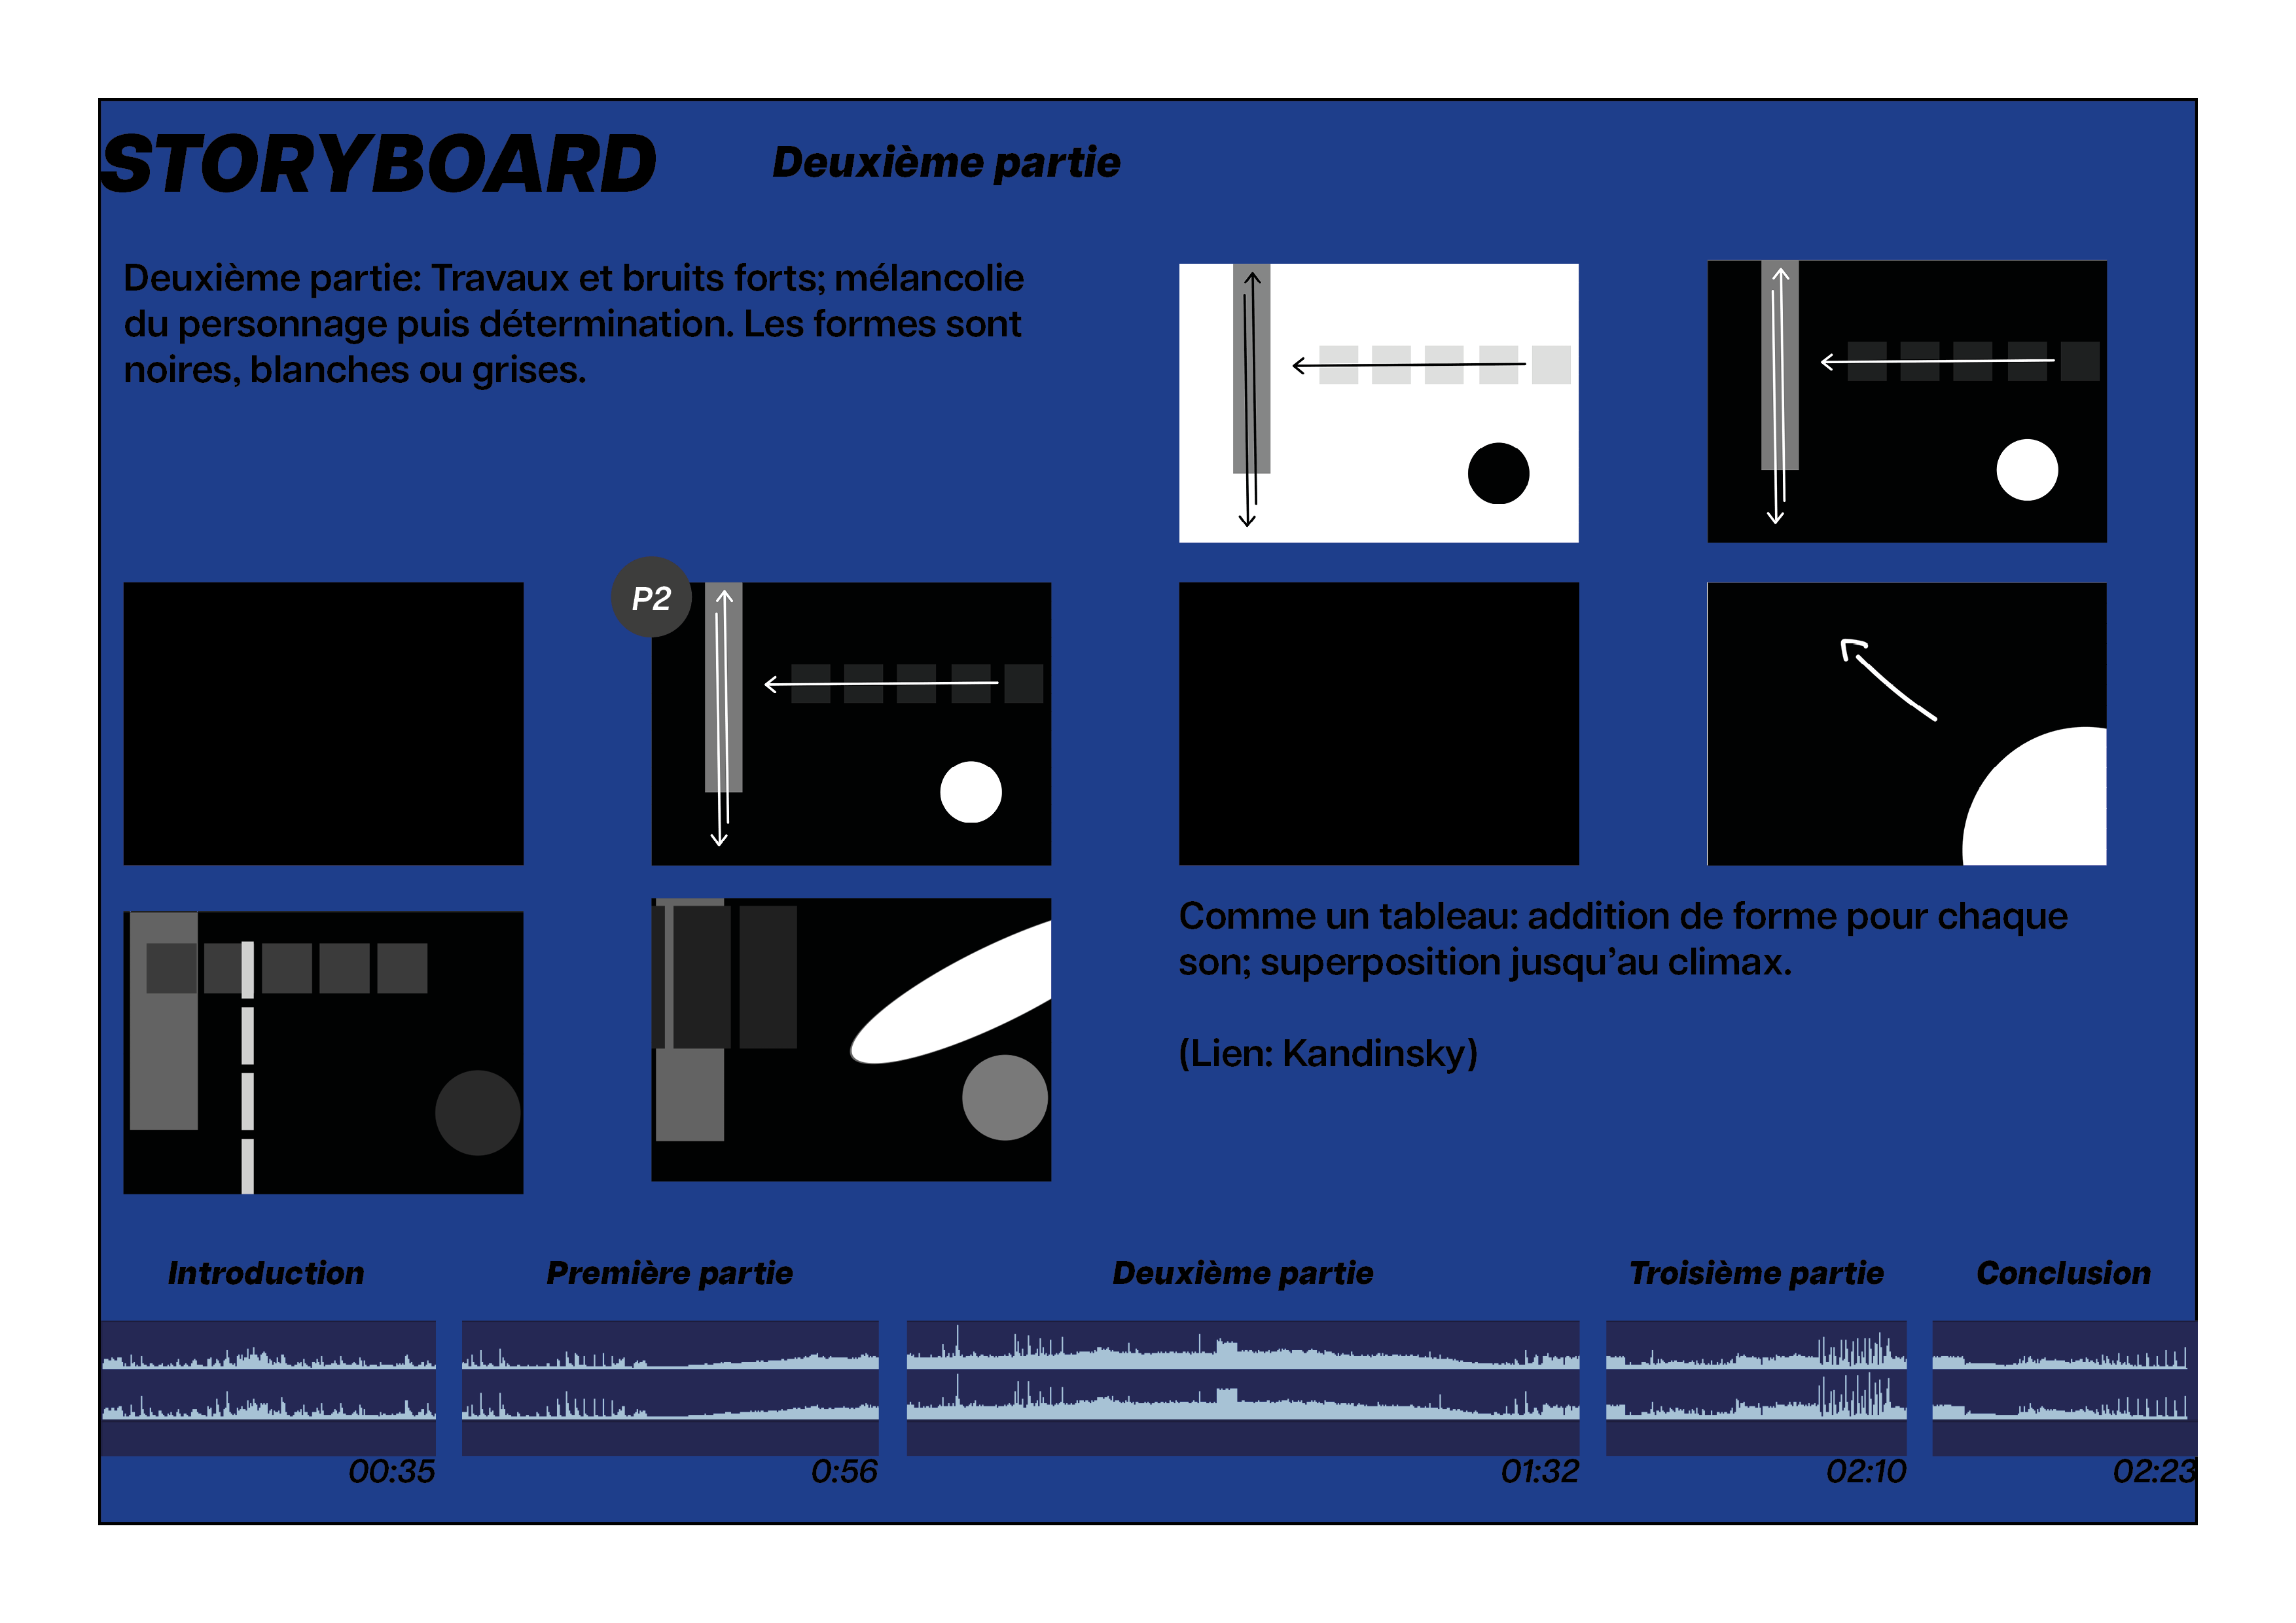 STORYBOARD
Deuxième partie
Deuxième partie: Travaux et bruits forts; mélancolie
du personnage puis détermination. Les formes sont
noires, blanches ou grises.
P2
Comme un tableau: addition de forme pour chaque
son; superposition jusqu’au climax.
(Lien: Kandinsky)
Introduction
Première partie
Deuxième partie
Troisième partie
Conclusion
00:35
0:56
01:32
02:10
02:23